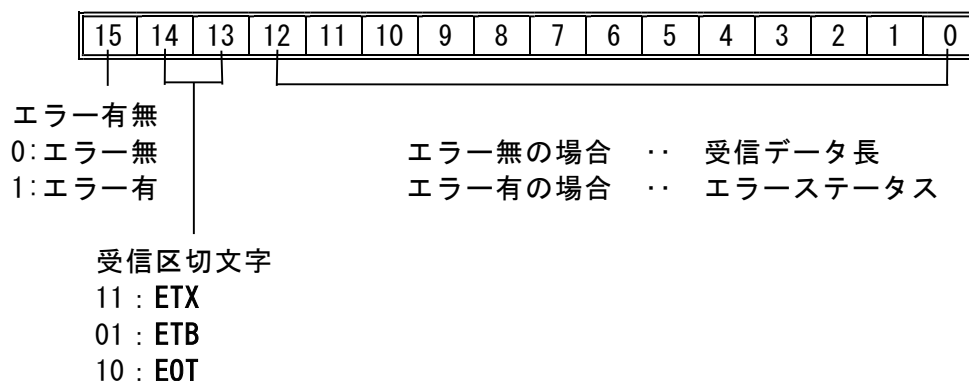 15 14 13 12 11 10 9 8 7 6 5 4 3 2 1 0
エラー有無
0:エラー無 エラー無の場合 ‥ 受信データ長
1:エラー有 エラー有の場合 ‥ エラーステータス
受信区切文字
11:ETX
01:ETB
10:EOT